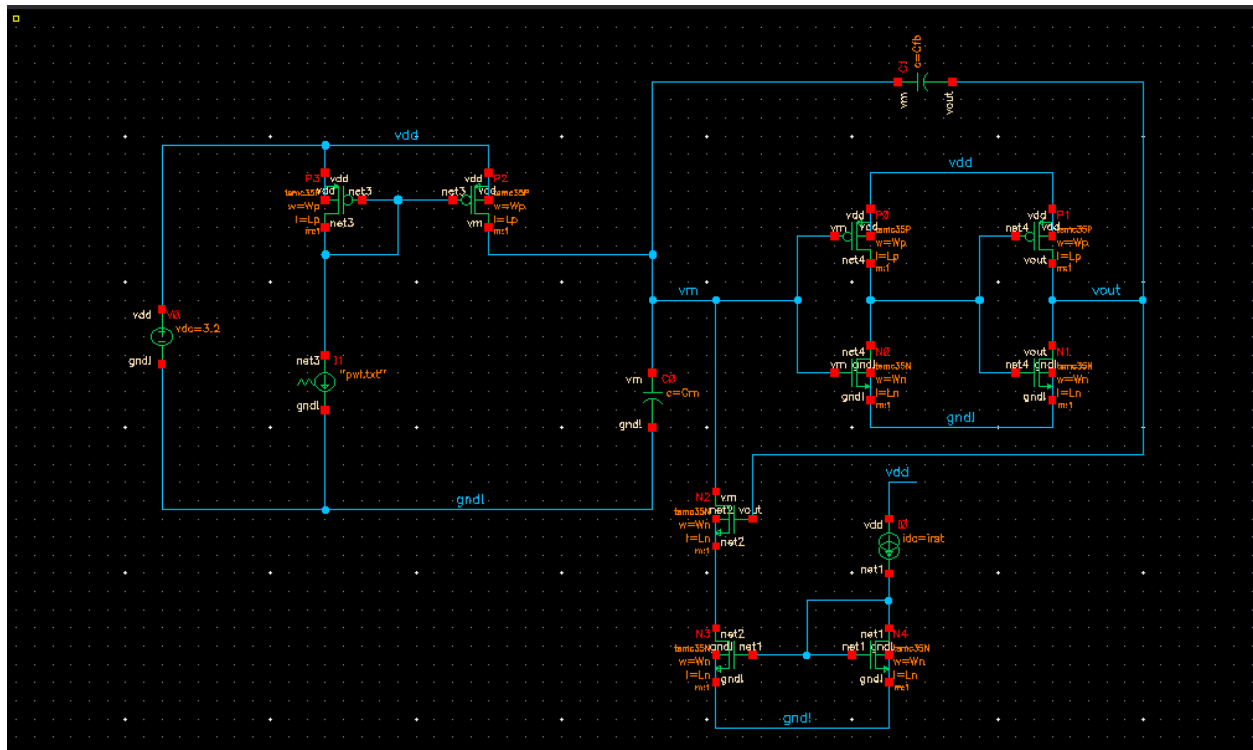 c=Cfb
C1
vm
vout
vdd
vdd
P3
vdd
vdd
net3
tsmc35P
w=Wp
l=Lp
net3
m:1
P2
vdd
net3
vdd
tsmc35P
w=Wp
l=Lp
vm
m:1
P0
vdd
vdd
tsmc35P
vm
w=Wp
l=Lp
net4
m:1
P1
vdd
vdd
tsmc35P
net4
w=Wp
l=Lp
vout
m:1
vm
vout
vdd
V0
vdc=3.2
gnd!
net3
I1
"pwl.txt"
gnd!
vm
C0
c=Cm
gnd!
net4
N0
gnd!
tsmc35N
vm
w=Wn
l=Ln
gnd!
m:1
vout
N1
gnd!
tsmc35N
net4
w=Wn
l=Ln
gnd!
m:1
gnd!
gnd!
vdd
N2
vm
net2
vout
tsmc35N
w=Wn
l=Ln
net2
m:1
vdd
I0
idc=irst
net1
N3
net2
gnd!
net1
tsmc35N
w=Wn
l=Ln
gnd!
m:1
net1
N4
net1
gnd!
tsmc35N
w=Wn
l=Ln
gnd!
m:1
gnd!